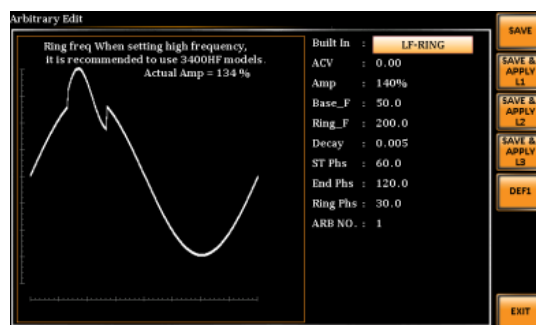 Arbitrary Edit
Ring freq When setting high frequency,
it is recommended to use 3400HF models.
Actual Amp = 134 %
Built In : LF-RING
ACV : 0.00
Amp : 140%
Base_F : 50.0
Ring_F : 200.0
Decay : 0.005
ST Phs : 60.0
End Phs : 120.0
Ring Phs : 30.0
ARB NO. : 1
SAVE
SAVE &
APPLY
L1
SAVE &
APPLY
L2
SAVE &
APPLY
L3
DEF1
EXIT